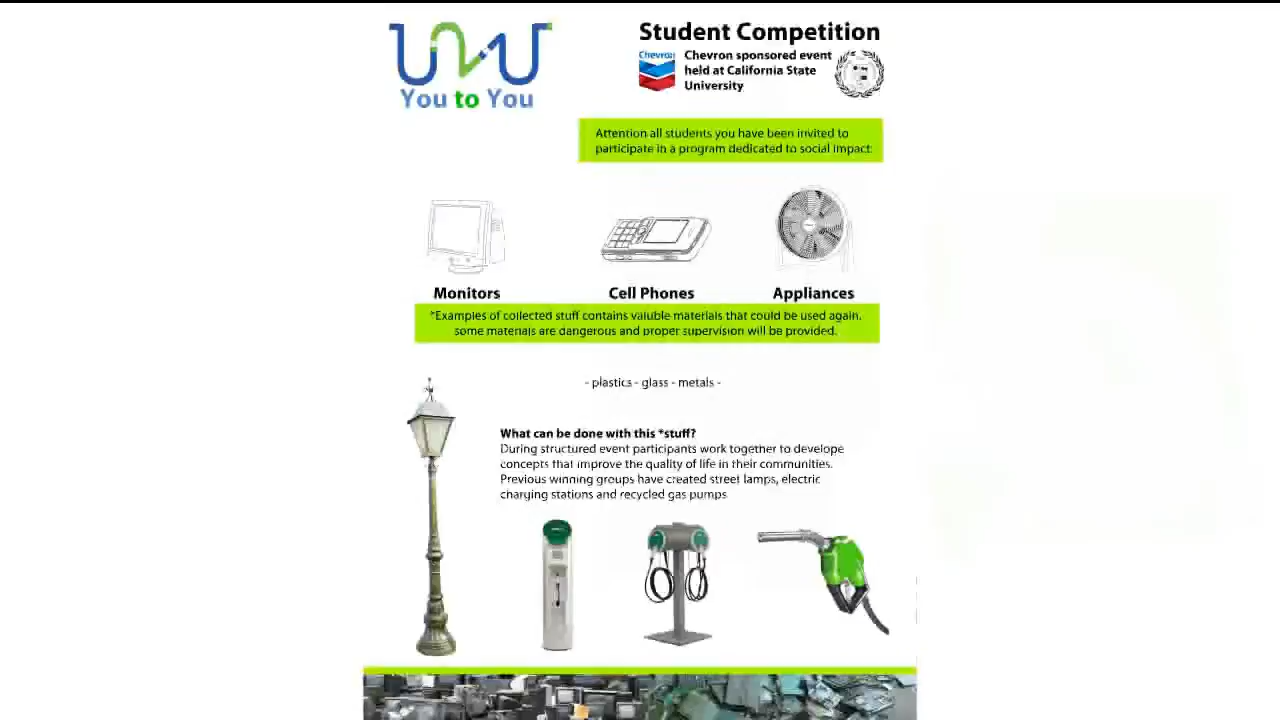 You to You
Student Competition
Chevron
Chevron sponsored event
held at California State
University
Attention all students you have been invited to
participate in a program dedicated to social impact:
Monitors
Cell Phones
Appliances
*Examples of collected stuff contains valuble materials that could be used again.
some materials are dangerous and proper supervision will be provided.
- plastics - glass - metals -
What can be done with this *stuff?
During structured event participants work together to develope
concepts that improve the quality of life in their communities.
Previous winning groups have created street lamps, electric
charging stations and recycled gas pumps